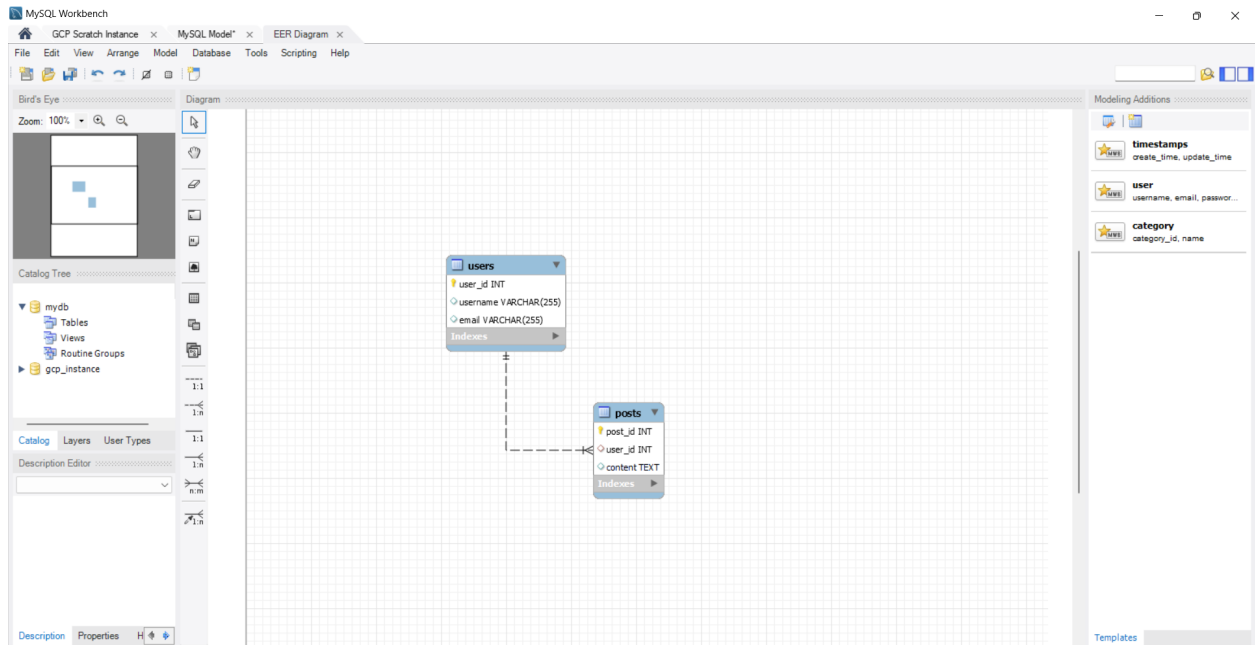 MySQL Workbench
GCP Scratch Instance
MySQL Model*
EER Diagram
File Edit View Arrange Model Database Tools Scripting Help
Bird's Eye
Zoom: 100%
Catalog Tree
mydb
Tables
Views
Routine Groups
gcp_instance
Catalog Layers User Types
Description Editor
Description Properties H
Diagram
1:1
1:n
1:1
1:n
n:m
1:n
users
user_id INT
username VARCHAR(255)
email VARCHAR(255)
Indexes
posts
post_id INT
user_id INT
content TEXT
Indexes
Modeling Additions
timestamps
create_time, update_time
user
username, email, passwor...
category
category_id, name
Templates